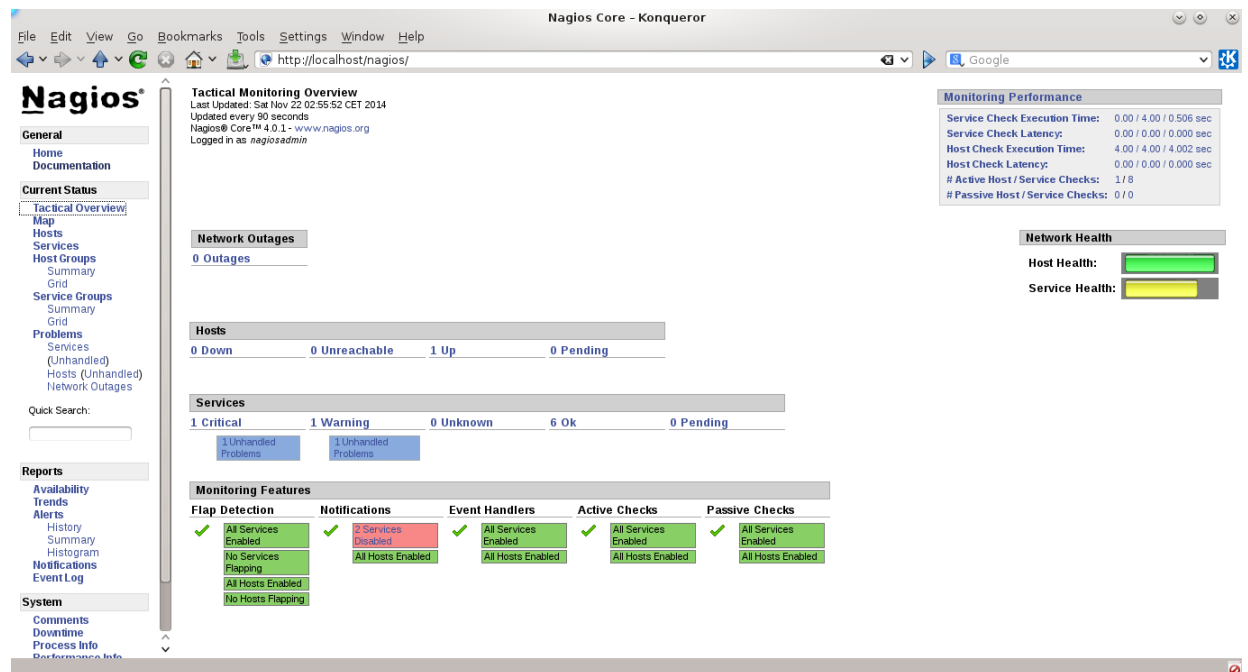 Nagios Core - Konqueror
File Edit View Go Bookmarks Tools Settings Window Help
http://localhost/nagios/
Google
Nagios®
General
Home
Documentation
Current Status
Tactical Overview
Map
Hosts
Services
Host Groups
Summary
Grid
Service Groups
Summary
Grid
Problems
Services
(Unhandled)
Hosts (Unhandled)
Network Outages
Quick Search:
Reports
Availability
Trends
Alerts
History
Summary
Histogram
Notifications
Event Log
System
Comments
Downtime
Process Info
Performance Info
Tactical Monitoring Overview
Last Updated: Sat Nov 22 02:55:52 CET 2014
Updated every 90 seconds
Nagios® Core™ 4.0.1 - www.nagios.org
Logged in as nagiosadmin
Monitoring Performance
Service Check Execution Time: 0.00 / 4.00 / 0.506 sec
Service Check Latency: 0.00 / 0.00 / 0.000 sec
Host Check Execution Time: 4.00 / 4.00 / 4.002 sec
Host Check Latency: 0.00 / 0.00 / 0.000 sec
# Active Host / Service Checks: 1 / 8
# Passive Host / Service Checks: 0 / 0
Network Outages
0 Outages
Network Health
Host Health:
Service Health:
Hosts
0 Down 0 Unreachable 1 Up 0 Pending
Services
1 Critical 1 Warning 0 Unknown 6 Ok 0 Pending
1 Unhandled Problems
1 Unhandled Problems
Monitoring Features
Flap Detection Notifications Event Handlers Active Checks Passive Checks
All Services Enabled
No Services Flapping
All Hosts Enabled
No Hosts Flapping
2 Services Disabled
All Hosts Enabled
All Services Enabled
All Hosts Enabled
All Services Enabled
All Hosts Enabled
All Services Enabled
All Hosts Enabled